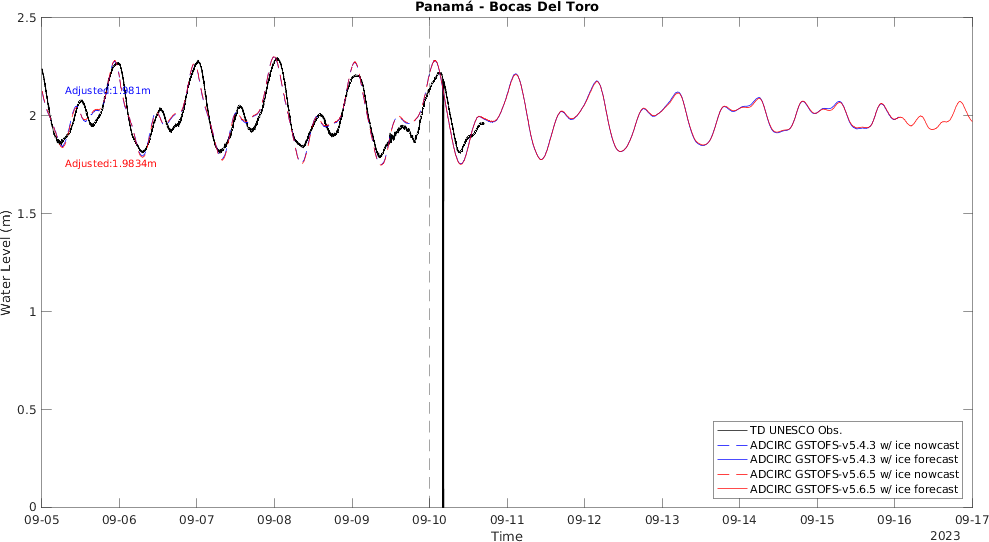 Panamá - Bocas Del Toro
Water Level (m)
2.5
2
1.5
1
0.5
0
Adjusted:1.981m
Adjusted:1.9834m
TD UNESCO Obs.
ADCIRC GSTOFS-v5.4.3 w/ ice nowcast
ADCIRC GSTOFS-v5.4.3 w/ ice forecast
ADCIRC GSTOFS-v5.6.5 w/ ice nowcast
ADCIRC GSTOFS-v5.6.5 w/ ice forecast
09-05 09-06 09-07 09-08 09-09 09-10 09-11 09-12 09-13 09-14 09-15 09-16 09-17
Time
2023